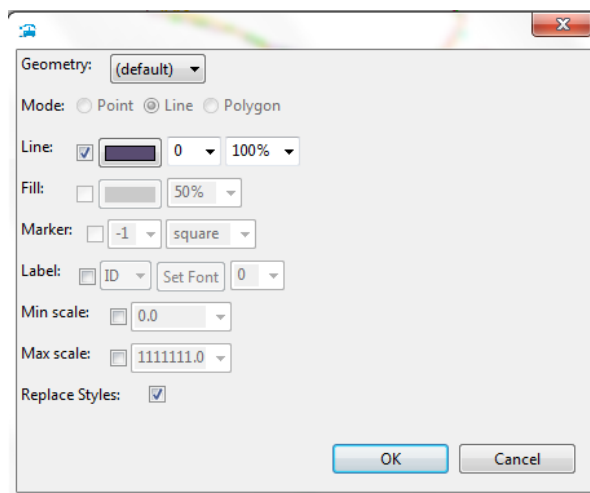 Geometry: (default)
Mode: Point Line Polygon
Line: 0 100%
Fill: 50%
Marker: -1 square
Label: ID Set Font 0
Min scale: 0.0
Max scale: 1111111.0
Replace Styles:
OK Cancel